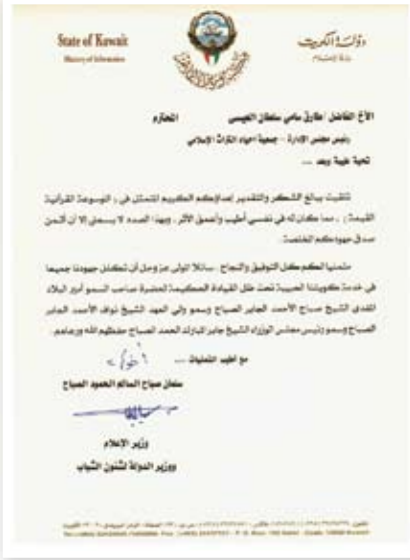 State of Kuwait
Ministry of Information
دولة الكويت
وزارة الإعلام
الأخ الفاضل / طارق سامي سلطان العيسى المحترم
رئيس مجلس الإدارة - جمعية احياء التراث الإسلامي
تحية طيبة وبعد ...
تلقيت ببالغ الشكر والتقدير إهداءكم الكريم المتمثل في ( الموسوعة القرآنية
القيمة ) ، مما كان له في نفسي أطيب وأعمق الأثر ، وبهذا الصدد لا يسعني إلا أن أثمن
صدق جهودكم المخلصة .
متمنيا لكم كل التوفيق والنجاح ، سائلا المولى عز وجل أن تتكلل جهودنا جميعا
في خدمة كويتنا الحبيبة تحت ظل القيادة الحكيمة لحضرة صاحب السمو أمير البلاد
المفدى الشيخ صباح الأحمد الجابر الصباح وسمو ولي العهد الشيخ نواف الأحمد الجابر
الصباح وسمو رئيس مجلس الوزراء الشيخ جابر المبارك الحمد الصباح حفظهم الله ورعاهم .
مع اطيب التمنيات ...
سلمان صباح السالم الحمود الصباح
وزير الإعلام
ووزير الدولة لشئون الشباب